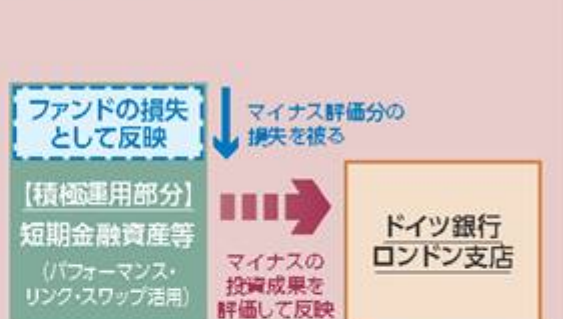 ファンドの損失
として反映
マイナス評価分の
損失を被る
【積極運用部分】
短期金融資産等
(パフォーマンス・
リンク・スワップ活用)
マイナスの
投資成果を
評価して反映
ドイツ銀行
ロンドン支店